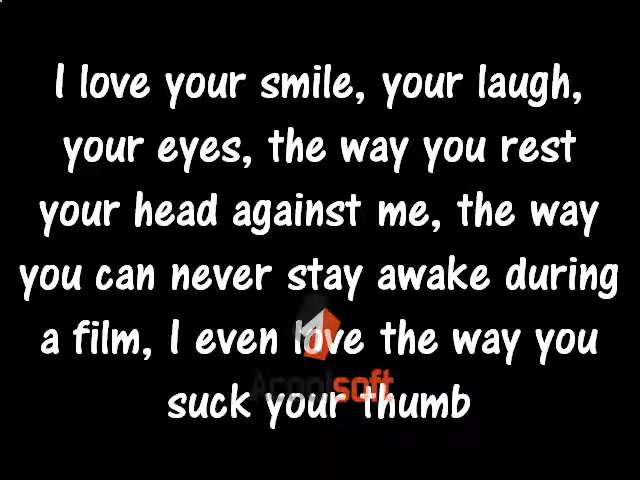 I love your smile, your laugh,
your eyes, the way you rest
your head against me, the way
you can never stay awake during
a film, I even love the way you
suck your thumb
Acoolsoft